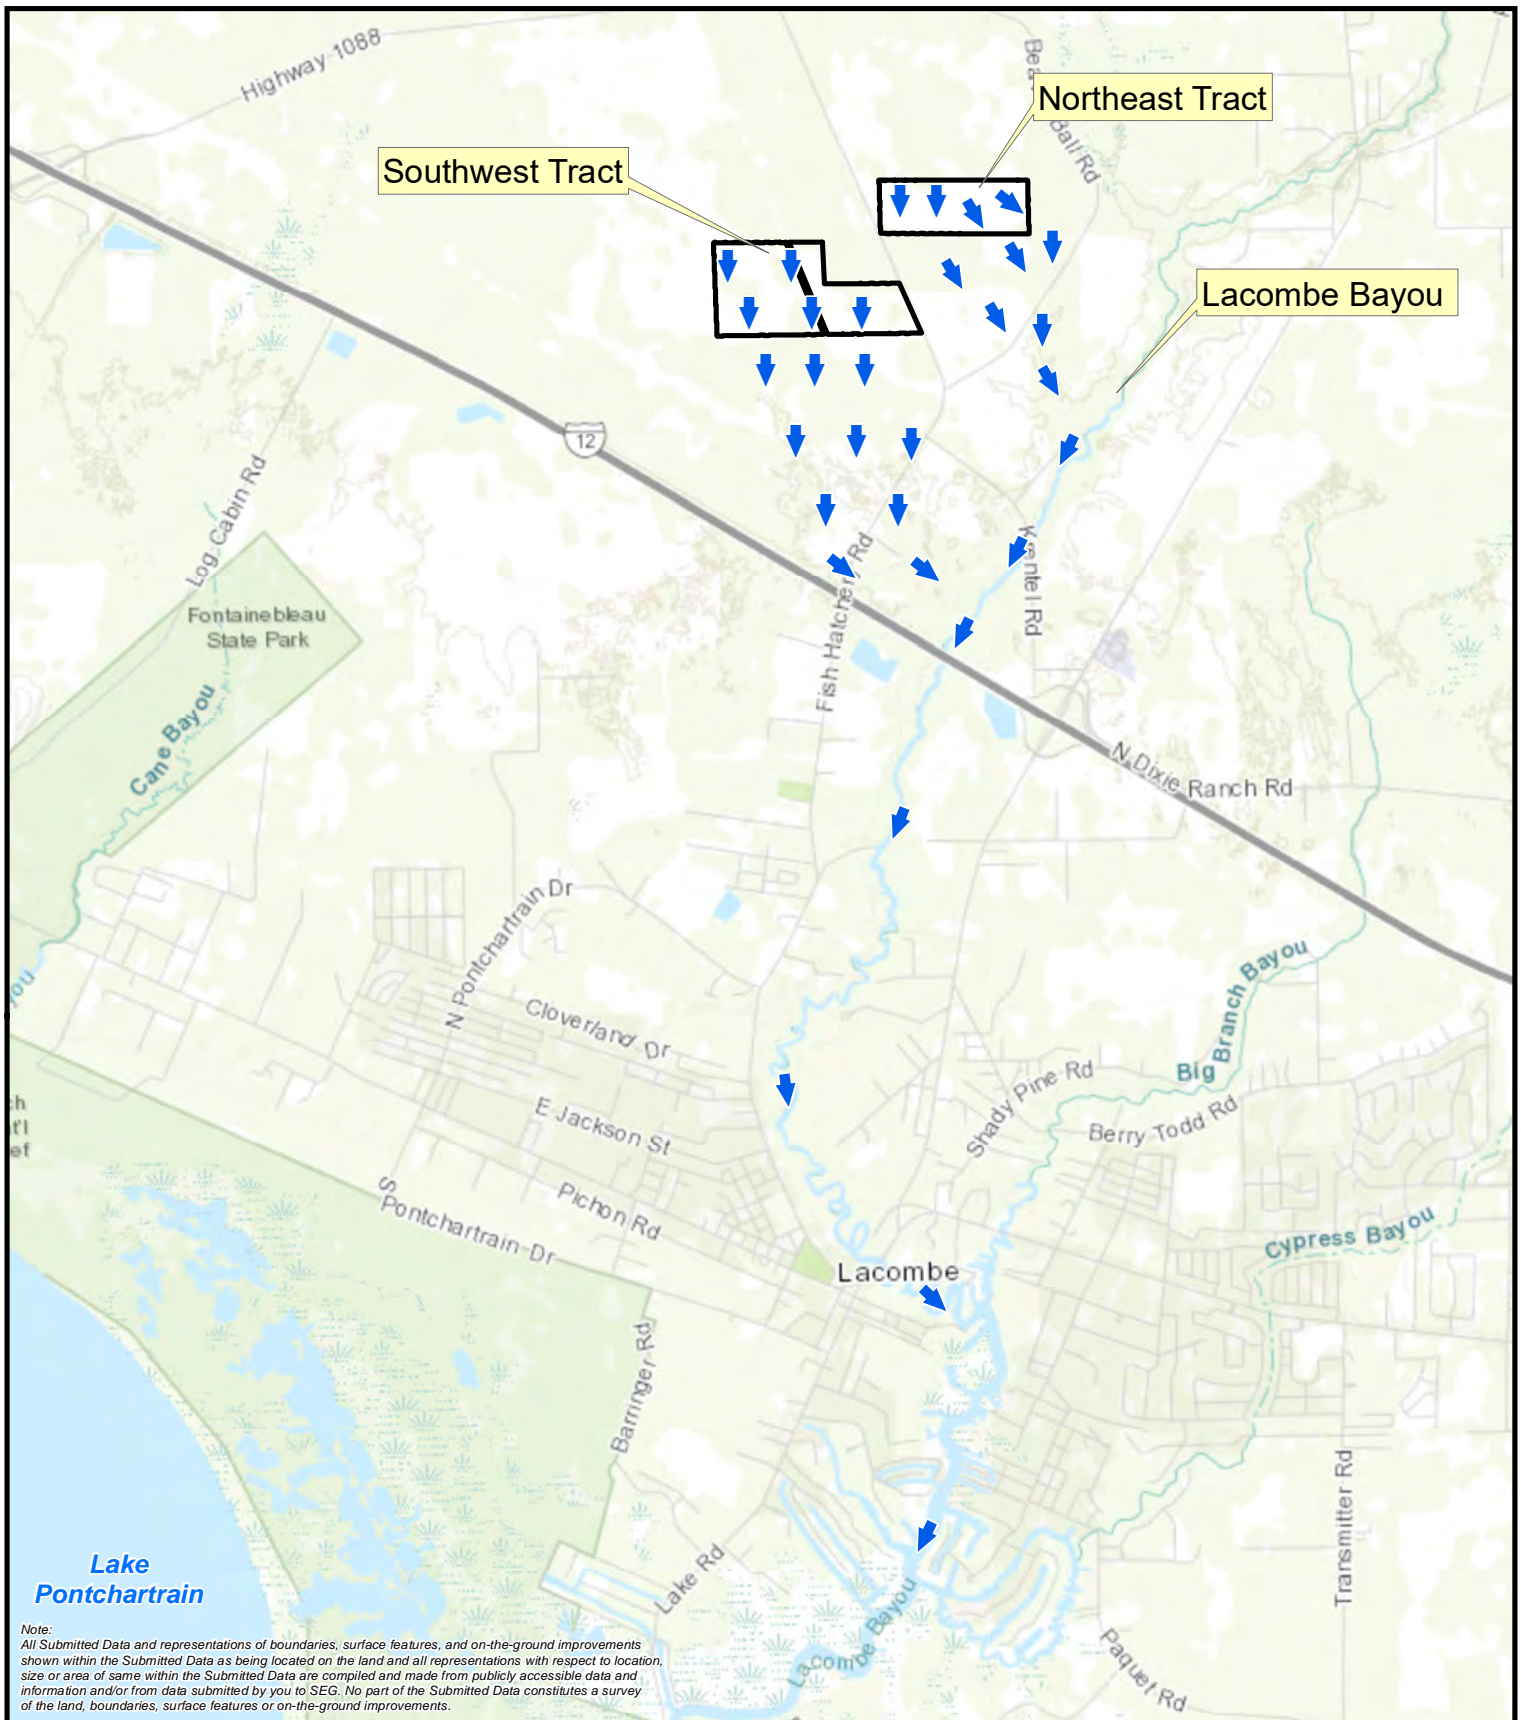 Highway 1088
Northeast Tract
Ball Rd
Southwest Tract
Lacombe Bayou
12
Log Cabin Rd
Fish Hatchery Rd
Krentel Rd
Fontainebleau
State Park
Cane Bayou
N Dixie Ranch Rd
N Pontchartrain Dr
Big Branch Bayou
Cloverland Dr
Shady Pine Rd
E Jackson St
Berry Todd Rd
Pichon Rd
S Pontchartrain Dr
Cypress Bayou
Lacombe
Barringer Rd
Transmitter Rd
Lake
Pontchartrain
Lake Rd
Lacombe Bayou
Paquet Rd
Note:
All Submitted Data and representations of boundaries, surface features, and on-the-ground improvements
shown within the Submitted Data as being located on the land and all representations with respect to location,
size or area of same within the Submitted Data are compiled and made from publicly accessible data and
information and/or from data submitted by you to SEG. No part of the Submitted Data constitutes a survey
of the land, boundaries, surface features or on-the-ground improvements.